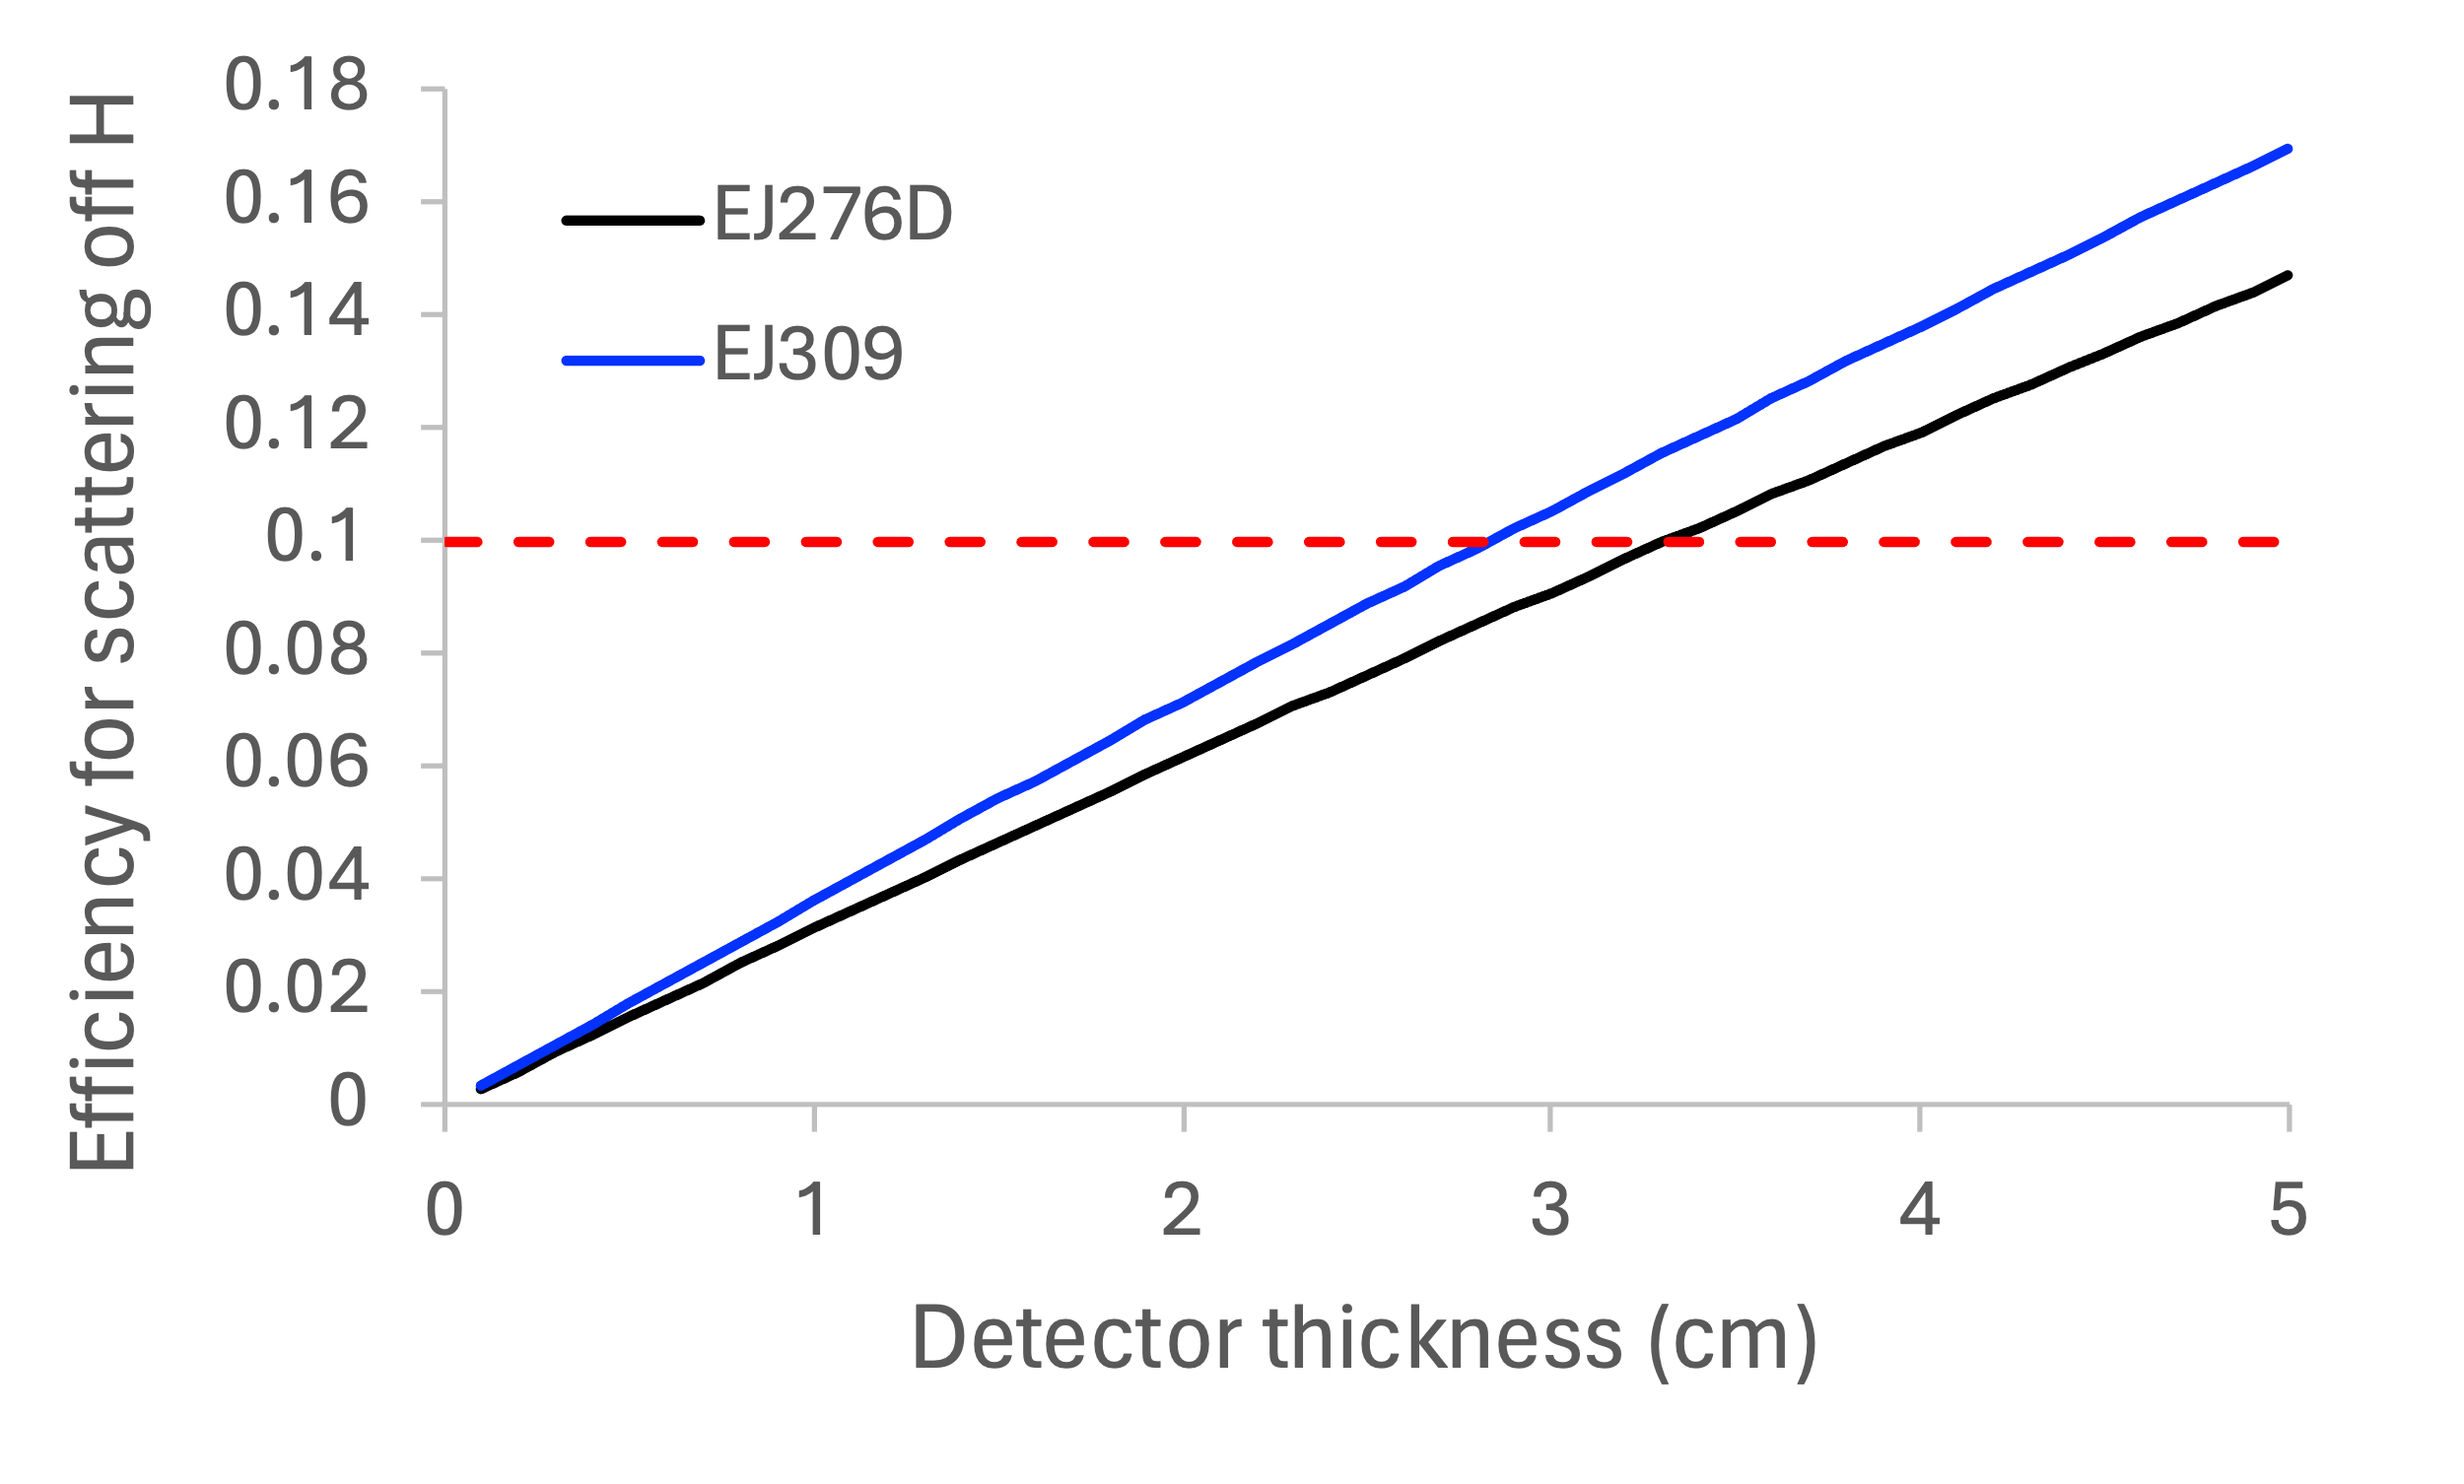 Efficiency for scattering off H
0.18
0.16
0.14
0.12
0.1
0.08
0.06
0.04
0.02
0
EJ276D
EJ309
0 1 2 3 4 5
Detector thickness (cm)